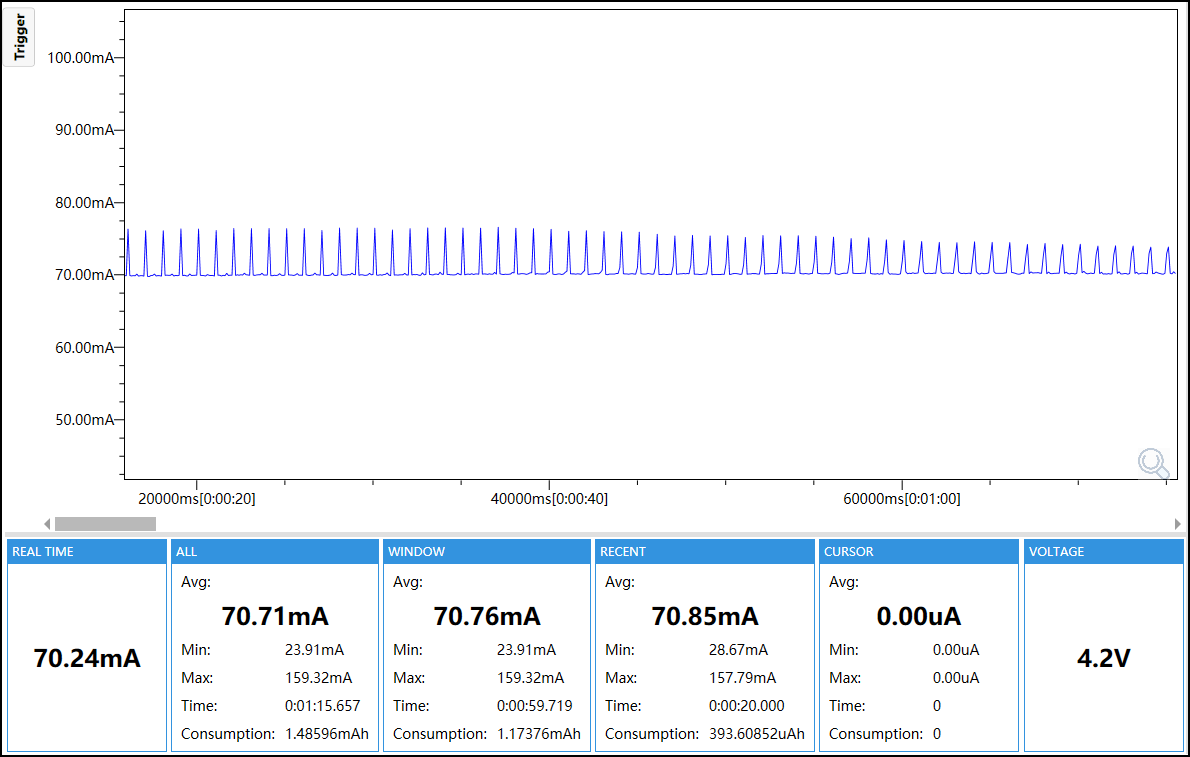 Trigger
100.00mA
90.00mA
80.00mA
70.00mA
60.00mA
50.00mA
20000ms[0:00:20] 40000ms[0:00:40] 60000ms[0:01:00]
REAL TIME
70.24mA
ALL
Avg:
70.71mA
Min: 23.91mA
Max: 159.32mA
Time: 0:01:15.657
Consumption: 1.48596mAh
WINDOW
Avg:
70.76mA
Min: 23.91mA
Max: 159.32mA
Time: 0:00:59.719
Consumption: 1.17376mAh
RECENT
Avg:
70.85mA
Min: 28.67mA
Max: 157.79mA
Time: 0:00:20.000
Consumption: 393.60852uAh
CURSOR
Avg:
0.00uA
Min: 0.00uA
Max: 0.00uA
Time: 0
Consumption: 0
VOLTAGE
4.2V